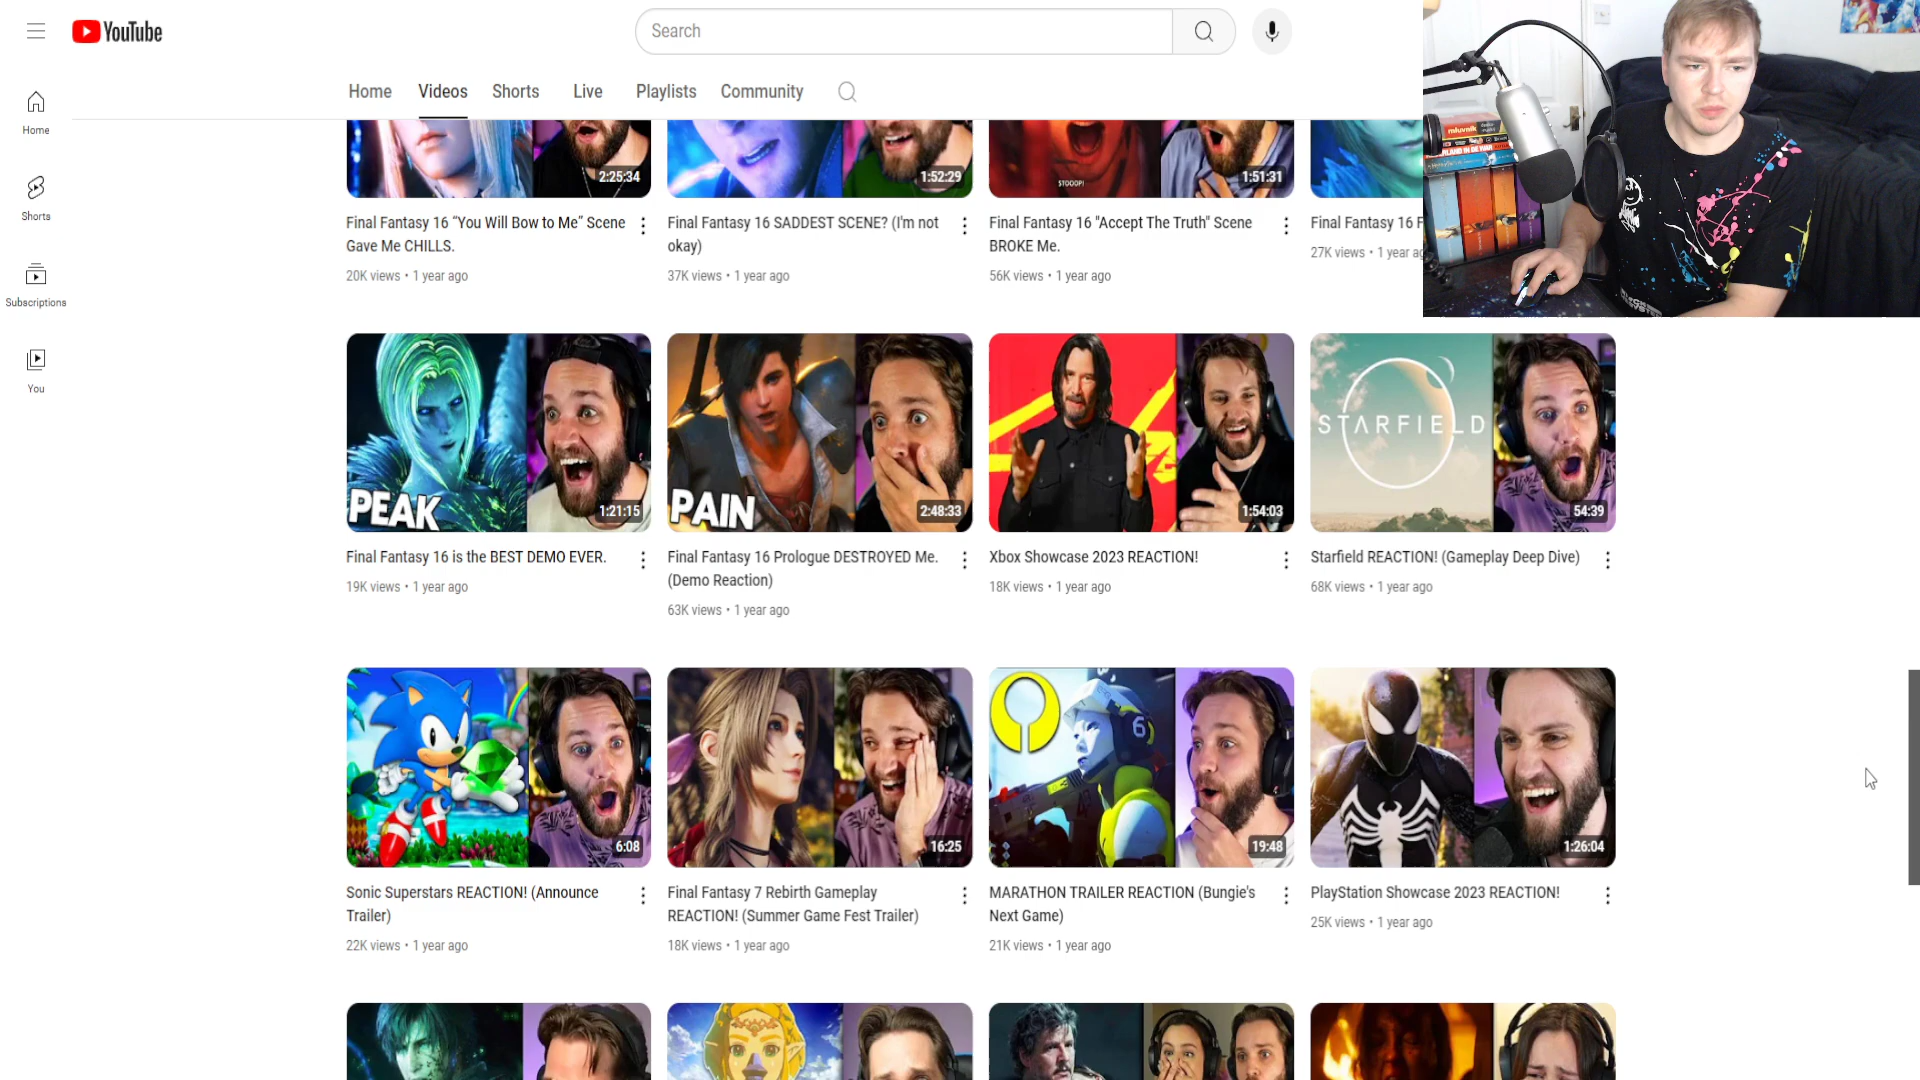 YouTube
Search
Home
Videos
Shorts
Live
Playlists
Community
Home
Shorts
Subscriptions
You
2:25:34
1:52:29
STOOOP!
1:51:31
Final Fantasy 16 “You Will Bow to Me” Scene
Gave Me CHILLS.
20K views • 1 year ago
Final Fantasy 16 SADDEST SCENE? (I'm not
okay)
37K views • 1 year ago
Final Fantasy 16 "Accept The Truth" Scene
BROKE Me.
56K views • 1 year ago
Final Fantasy 16 F
27K views • 1 year ag
PEAK
1:21:15
PAIN
2:48:33
1:54:03
STARFIELD
54:39
Final Fantasy 16 is the BEST DEMO EVER.
19K views • 1 year ago
Final Fantasy 16 Prologue DESTROYED Me.
(Demo Reaction)
63K views • 1 year ago
Xbox Showcase 2023 REACTION!
18K views • 1 year ago
Starfield REACTION! (Gameplay Deep Dive)
68K views • 1 year ago
6:08
16:25
6
19:48
1:26:04
Sonic Superstars REACTION! (Announce
Trailer)
22K views • 1 year ago
Final Fantasy 7 Rebirth Gameplay
REACTION! (Summer Game Fest Trailer)
18K views • 1 year ago
MARATHON TRAILER REACTION (Bungie's
Next Game)
21K views • 1 year ago
PlayStation Showcase 2023 REACTION!
25K views • 1 year ago